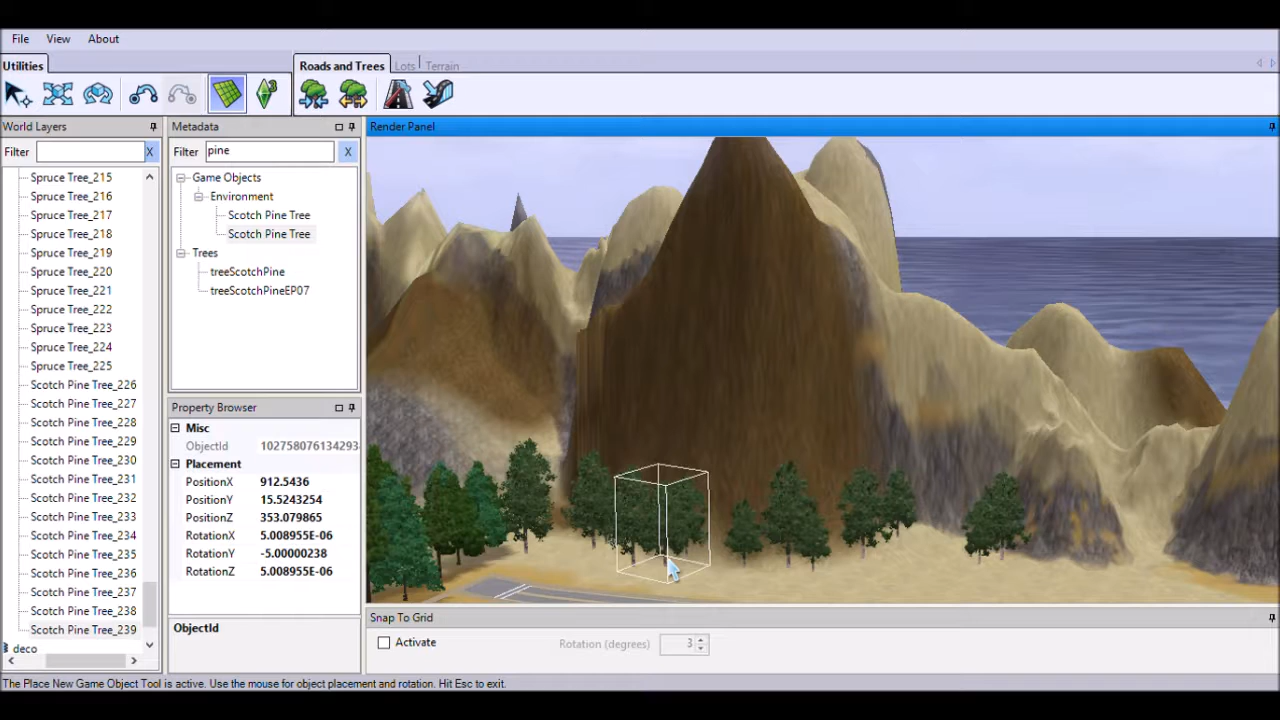 File View About
Utilities
Roads and Trees Lots Terrain
World Layers
Filter X
Spruce Tree_215
Spruce Tree_216
Spruce Tree_217
Spruce Tree_218
Spruce Tree_219
Spruce Tree_220
Spruce Tree_221
Spruce Tree_222
Spruce Tree_223
Spruce Tree_224
Spruce Tree_225
Scotch Pine Tree_226
Scotch Pine Tree_227
Scotch Pine Tree_228
Scotch Pine Tree_229
Scotch Pine Tree_230
Scotch Pine Tree_231
Scotch Pine Tree_232
Scotch Pine Tree_233
Scotch Pine Tree_234
Scotch Pine Tree_235
Scotch Pine Tree_236
Scotch Pine Tree_237
Scotch Pine Tree_238
Scotch Pine Tree_239
deco
Metadata
Filter pine X
Game Objects
Environment
Scotch Pine Tree
Scotch Pine Tree
Trees
treeScotchPine
treeScotchPineEP07
Property Browser
Misc
ObjectId 102758076134293
Placement
PositionX 912.5436
PositionY 15.5243254
PositionZ 353.079865
RotationX 5.008955E-06
RotationY -5.00000238
RotationZ 5.008955E-06
ObjectId
Render Panel
Snap To Grid
Activate Rotation (degrees) 3
The Place New Game Object Tool is active. Use the mouse for object placement and rotation. Hit Esc to exit.